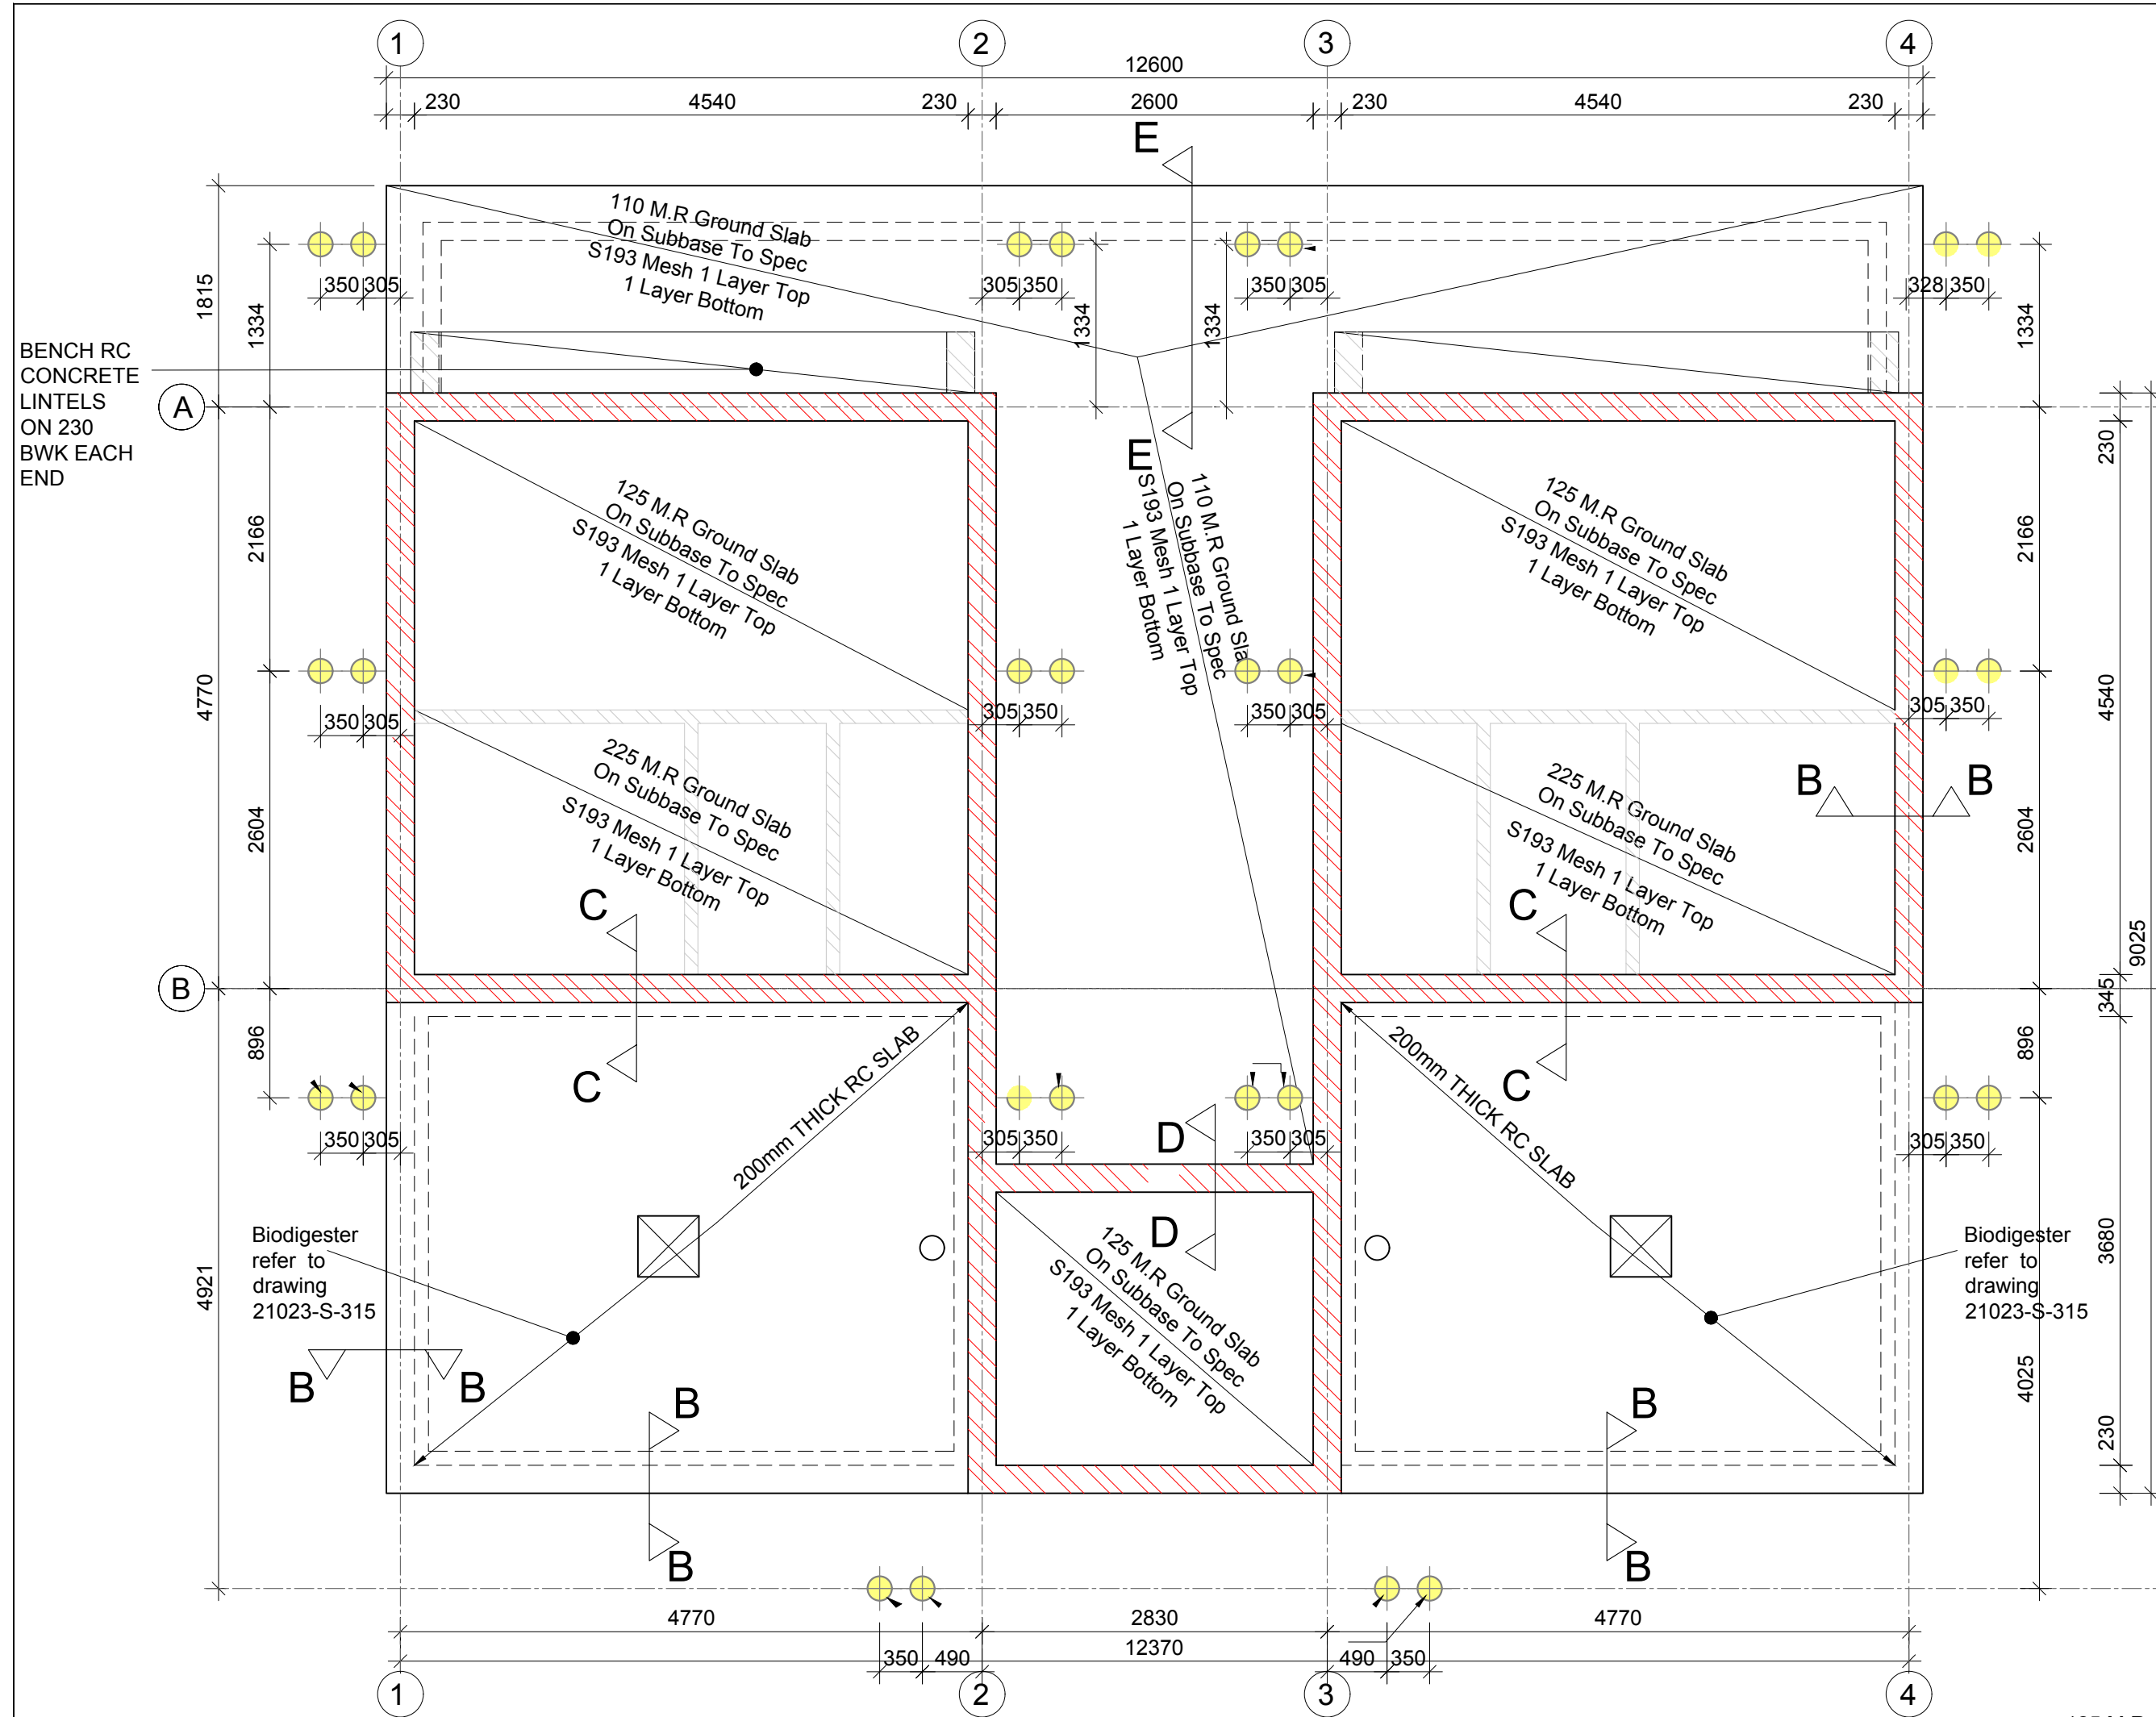 1
2
3
4
12600
230
4540
230
2600
230
4540
230
E
110 M.R Ground Slab
On Subbase To Spec
S193 Mesh 1 Layer Top
1 Layer Bottom
1815
1334
350
305
305
350
1334
1334
350
305
328
350
1334
BENCH RC
CONCRETE
LINTELS
ON 230
BWK EACH
END
A
E
230
125 M.R Ground Slab
On Subbase To Spec
S193 Mesh 1 Layer Top
1 Layer Bottom
110 M.R Ground Sla
On Subbase To Spec
S193 Mesh 1 Layer Top
1 Layer Bottom
125 M.R Ground Slab
On Subbase To Spec
S193 Mesh 1 Layer Top
1 Layer Bottom
2166
2166
4770
4540
350
305
305
350
350
305
305
350
225 M.R Ground Slab
On Subbase To Spec
S193 Mesh 1 Layer Top
1 Layer Bottom
225 M.R Ground Slab
On Subbase To Spec
S193 Mesh 1 Layer Top
1 Layer Bottom
B
B
2604
2604
C
C
9025
B
345
896
896
C
C
200mm THICK RC SLAB
200mm THICK RC SLAB
350
305
305
350
D
350
305
305
350
D
Biodigester
refer to
drawing
21023-S-315
125 M.R Ground Slab
On Subbase To Spec
S193 Mesh 1 Layer Top
1 Layer Bottom
Biodigester
refer to
drawing
21023-S-315
4921
3680
4025
B
B
B
B
230
B
B
4770
2830
4770
12370
350
490
490
350
1
2
3
4